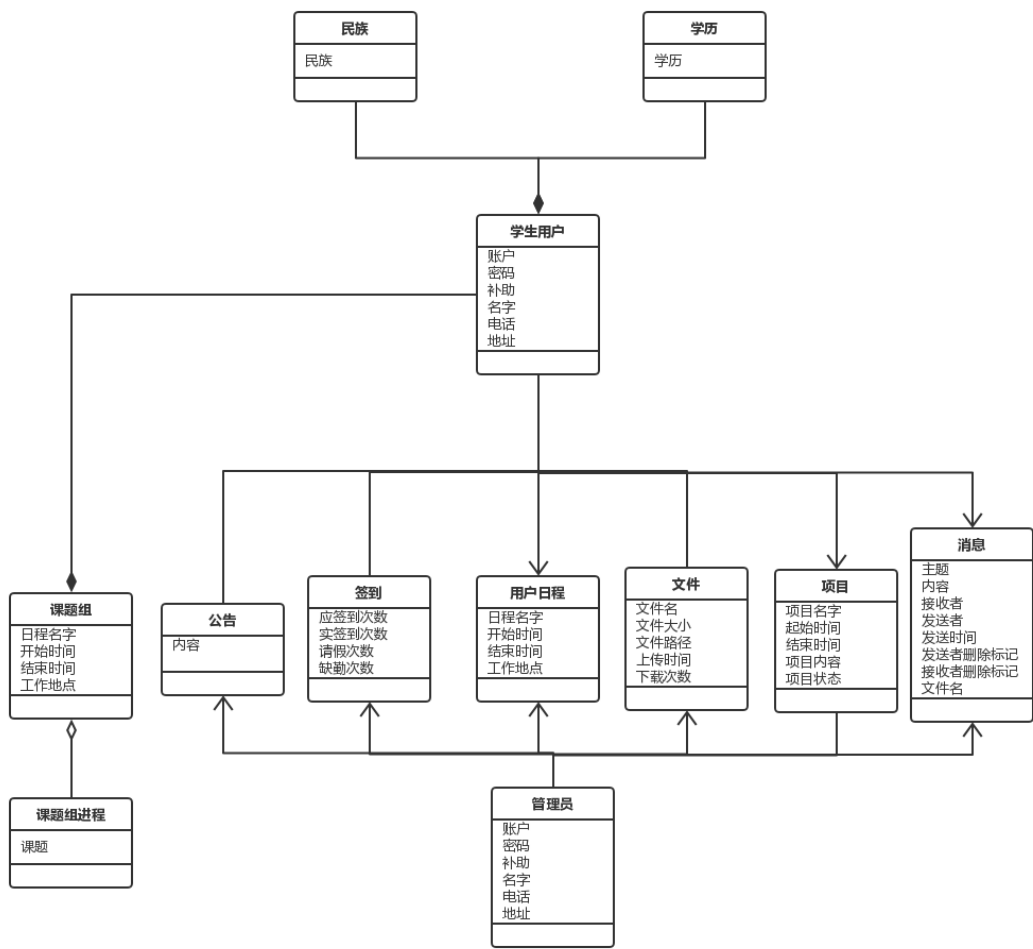 民族
民族
学历
学历
学生用户
账户
密码
补助
名字
电话
地址
课题组
日程名字
开始时间
结束时间
工作地点
公告
内容
签到
应签到次数
实签到次数
请假次数
缺勤次数
用户日程
日程名字
开始时间
结束时间
工作地点
文件
文件名
文件大小
文件路径
上传时间
下载次数
项目
项目名字
起始时间
结束时间
项目内容
项目状态
消息
主题
内容
接收者
发送者
发送时间
发送者删除标记
接收者删除标记
文件名
课题组进程
课题
管理员
账户
密码
补助
名字
电话
地址